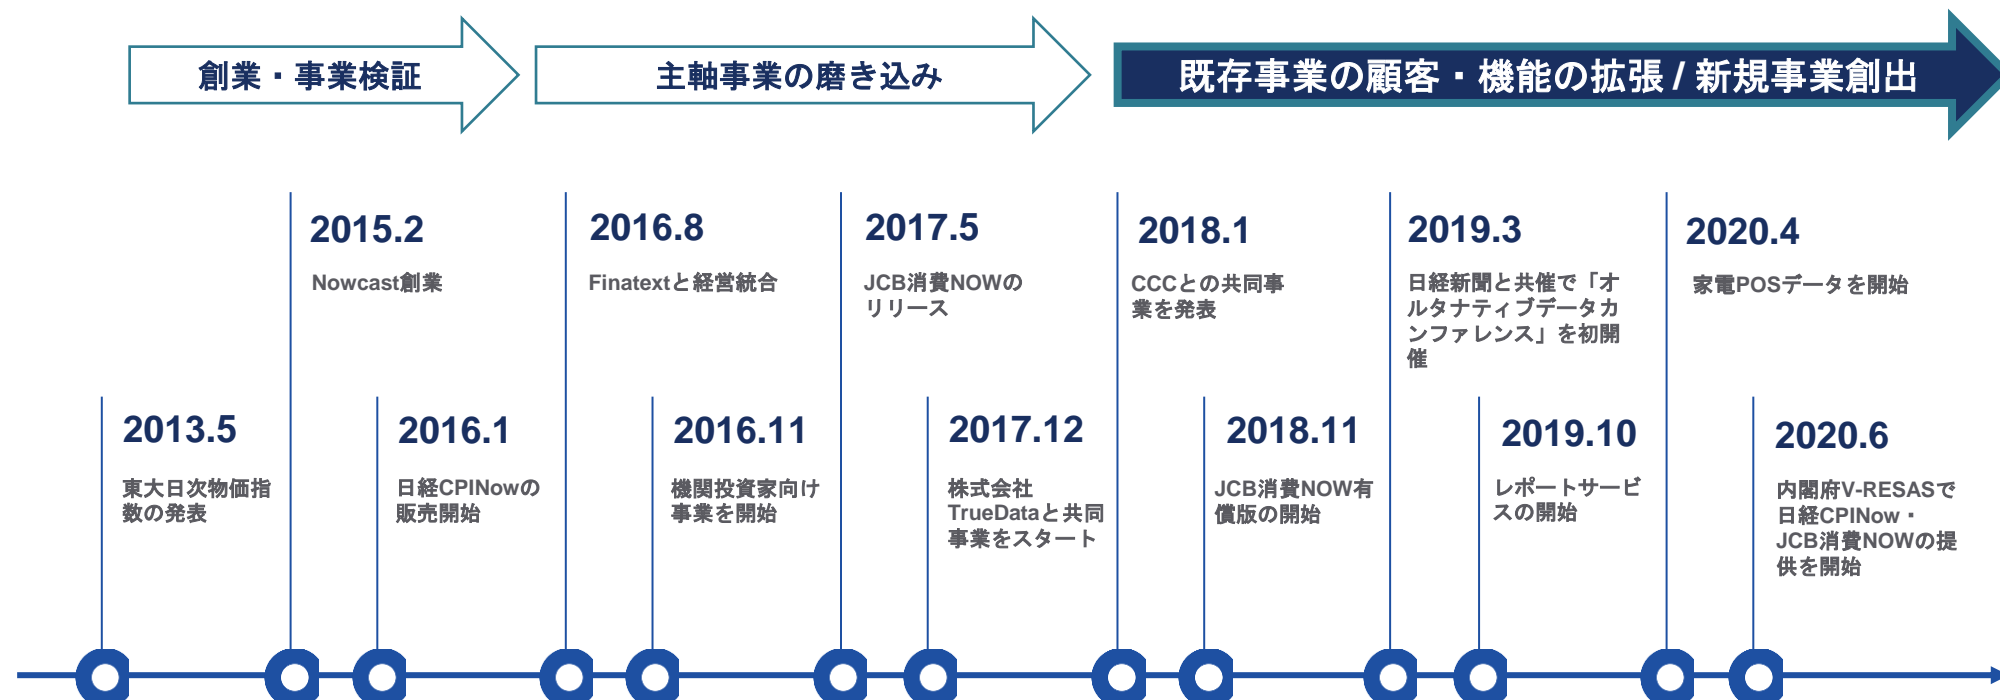 創業・事業検証
主軸事業の磨き込み
既存事業の顧客・機能の拡張 / 新規事業創出
2015.2
Nowcast創業
2016.8
Finatextと経営統合
2017.5
JCB消費NOWの
リリース
2018.1
CCCとの共同事
業を発表
2019.3
日経新聞と共催で「オ
ルタナティブデータカ
ンファレンス」を初開
催
2020.4
家電POSデータを開始
2013.5
東大日次物価指
数の発表
2016.1
日経CPINowの
販売開始
2016.11
機関投資家向け
事業を開始
2017.12
株式会社
TrueDataと共同
事業をスタート
2018.11
JCB消費NOW有
償版の開始
2019.10
レポートサービ
スの開始
2020.6
内閣府V-RESASで
日経CPINow・
JCB消費NOWの提
供を開始